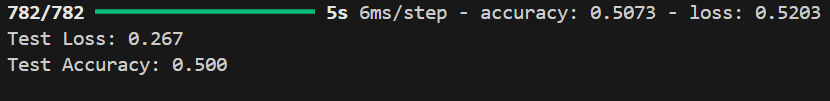 782/782 ━━━━━━━━━━━━━━━━━━━━ 5s 6ms/step - accuracy: 0.5073 - loss: 0.5203
Test Loss: 0.267
Test Accuracy: 0.500